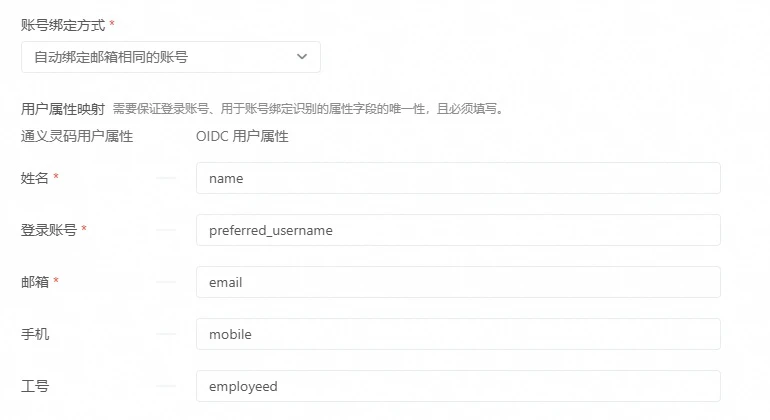 账号绑定方式 *
自动绑定邮箱相同的账号
用户属性映射 需要保证登录账号、用于账号绑定识别的属性字段的唯一性，且必须填写。
通义灵码用户属性 OIDC 用户属性
姓名 * name
登录账号 * preferred_username
邮箱 * email
手机 mobile
工号 employeed